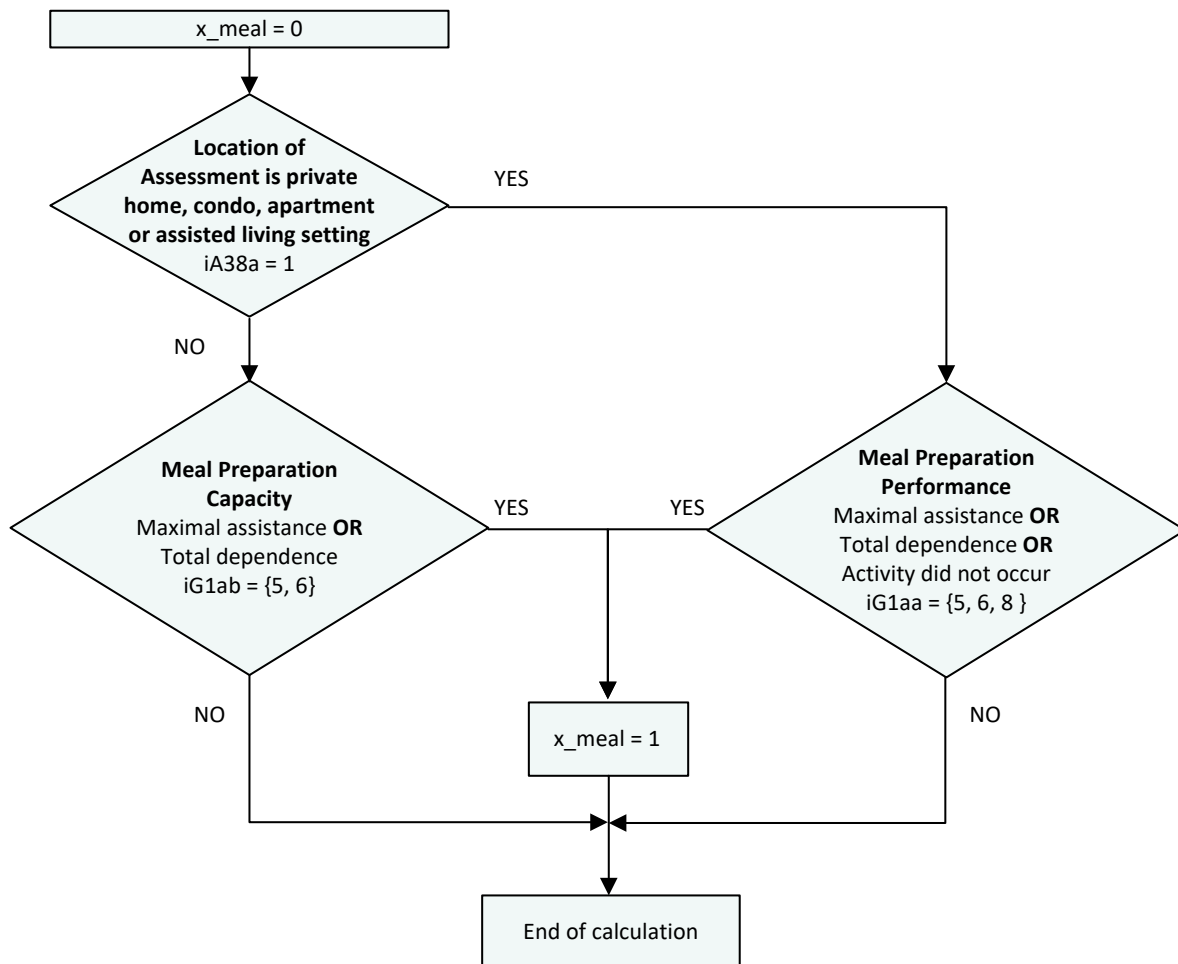 x_meal = 0
Location of
Assessment is private
home, condo, apartment
or assisted living setting
iA38a = 1
YES
NO
Meal Preparation
Capacity
Maximal assistance OR
Total dependence
iG1ab = {5, 6}
YES
YES
Meal Preparation
Performance
Maximal assistance OR
Total dependence OR
Activity did not occur
iG1aa = {5, 6, 8 }
NO
x_meal = 1
NO
End of calculation